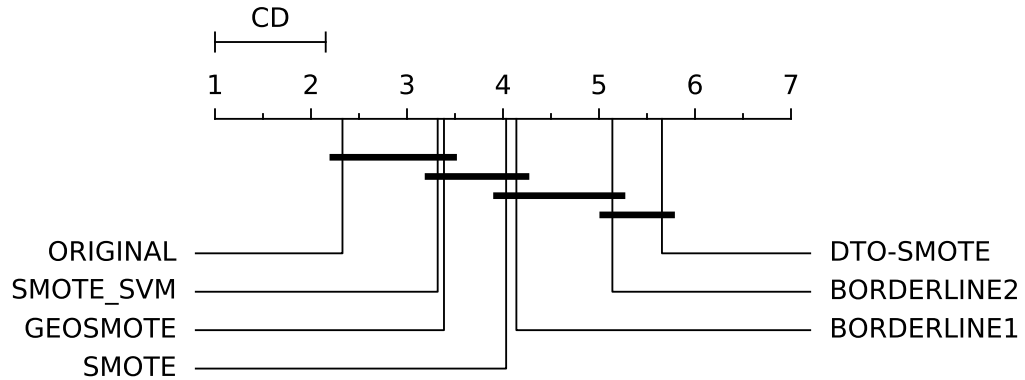 CD
1 2 3 4 5 6 7
ORIGINAL DTO-SMOTE
SMOTE_SVM BORDERLINE2
GEOSMOTE BORDERLINE1
SMOTE